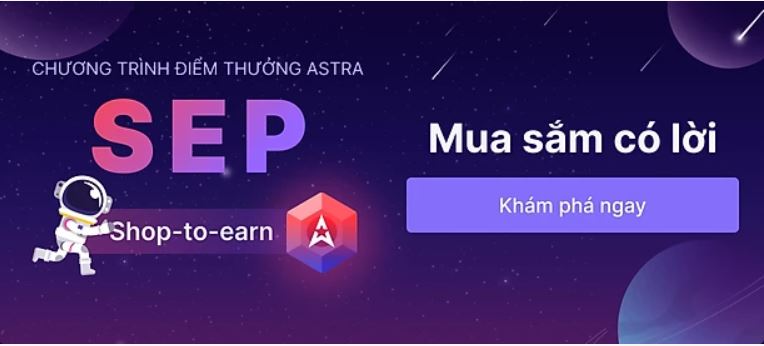 CHƯƠNG TRÌNH ĐIỂM THƯỞNG ASTRA
SEP
Shop-to-earn
Mua sắm có lời
Khám phá ngay